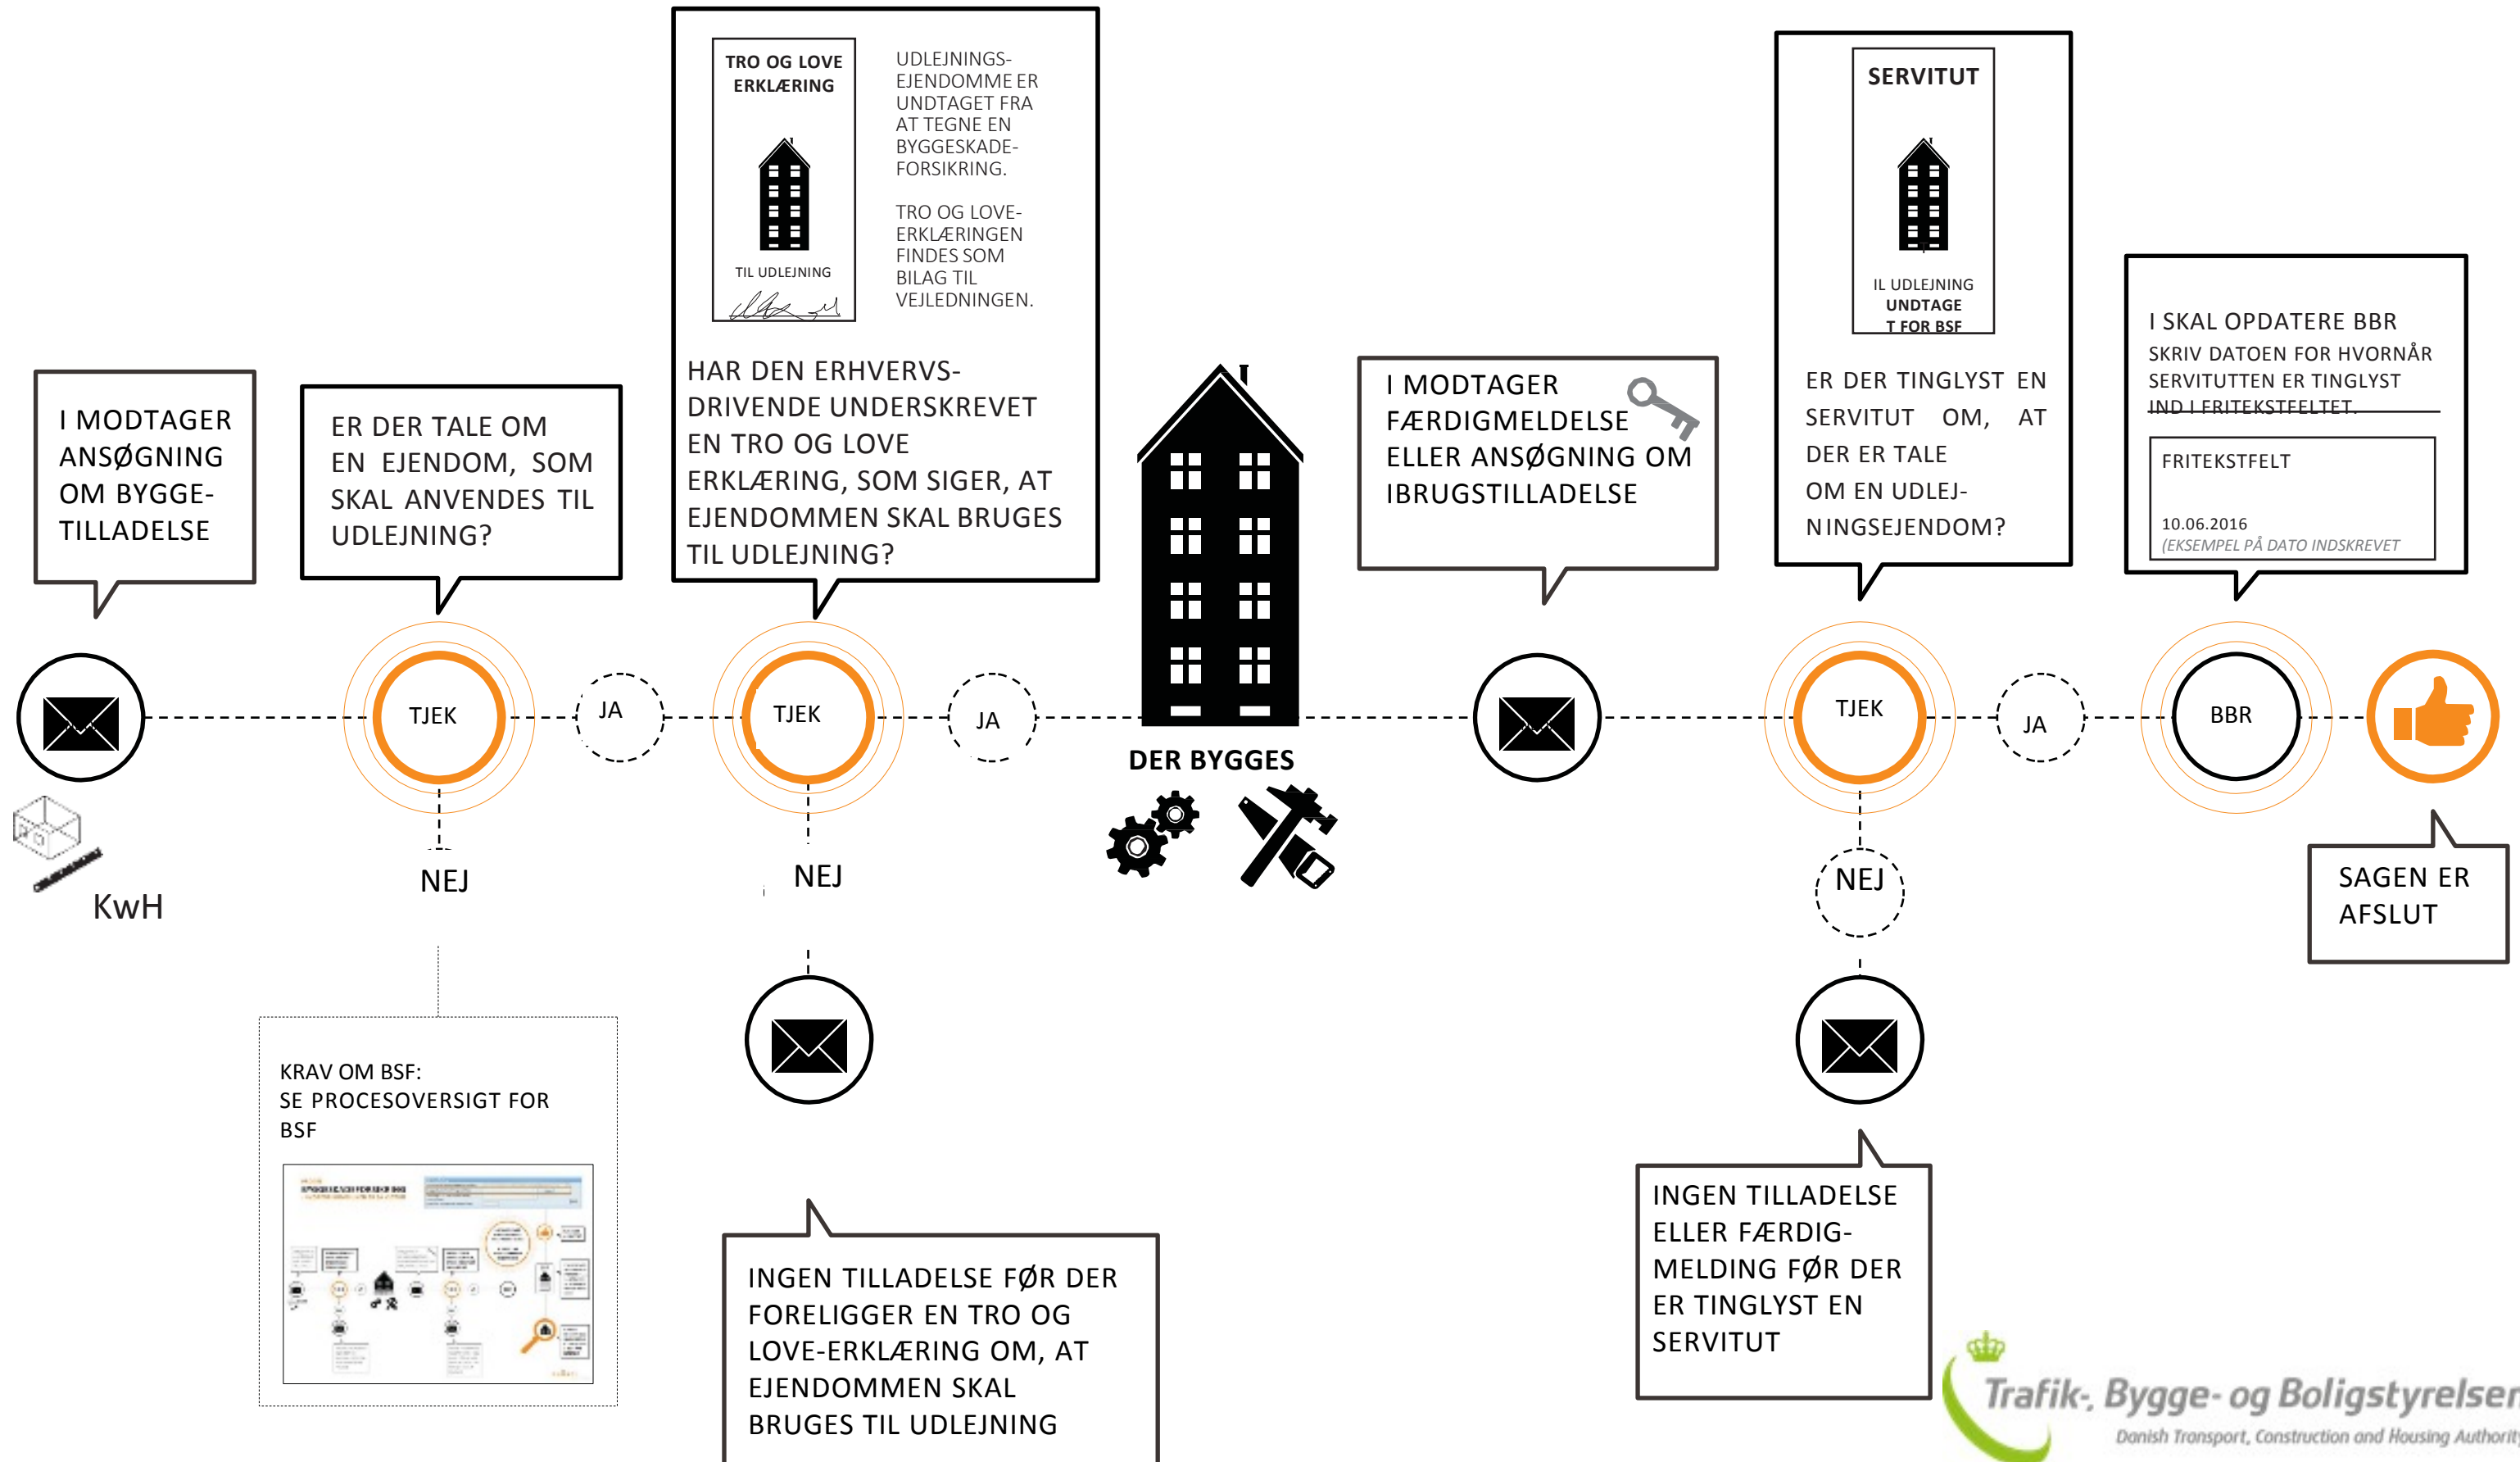 I MODTAGER
ANSØGNING
OM BYGGE-
TILLADELSE
ER DER TALE OM
EN EJENDOM, SOM
SKAL ANVENDES TIL
UDLEJNING?
TRO OG LOVE
ERKLÆRING
TIL UDLEJNING
UDLEJNINGS-
EJENDOMME ER
UNDTAGET FRA
AT TEGNE EN
BYGGESKADE-
FORSIKRING.
TRO OG LOVE-
ERKLÆRINGEN
FINDES SOM
BILAG TIL
VEJLEDNINGEN.
HAR DEN ERHVERVS-
DRIVENDE UNDERSKREVET
EN TRO OG LOVE
ERKLÆRING, SOM SIGER, AT
EJENDOMMEN SKAL BRUGES
TIL UDLEJNING?
I MODTAGER
FÆRDIGMELDELSE
ELLER ANSØGNING OM
IBRUGSTILLADELSE
SERVITUT
T
IL UDLEJNING
UNDTAGE
T FOR BSF
ER DER TINGLYST EN
SERVITUT OM, AT
DER ER TALE
OM EN UDLEJ-
NINGSEJENDOM?
I SKAL OPDATERE BBR
SKRIV DATOEN FOR HVORNÅR
SERVITUTTEN ER TINGLYST
IND I FRITEKSTFELTET.
FRITEKSTFELT
10.06.2016
(EKSEMPEL PÅ DATO INDSKREVET
TJEK
JA
TJEK
JA
DER BYGGES
TJEK
JA
BBR
KwH
NEJ
NEJ
NEJ
SAGEN ER
AFSLUT
KRAV OM BSF:
SE PROCESOVERSIGT FOR
BSF
BYGGESKADEFORSIKRING
INGEN TILLADELSE FØR DER
FORELIGGER EN TRO OG
LOVE-ERKLÆRING OM, AT
EJENDOMMEN SKAL
BRUGES TIL UDLEJNING
INGEN TILLADELSE
ELLER FÆRDIG-
MELDING FØR DER
ER TINGLYST EN
SERVITUT
Trafik-, Bygge- og Boligstyrelsen
Danish Transport, Construction and Housing Authority